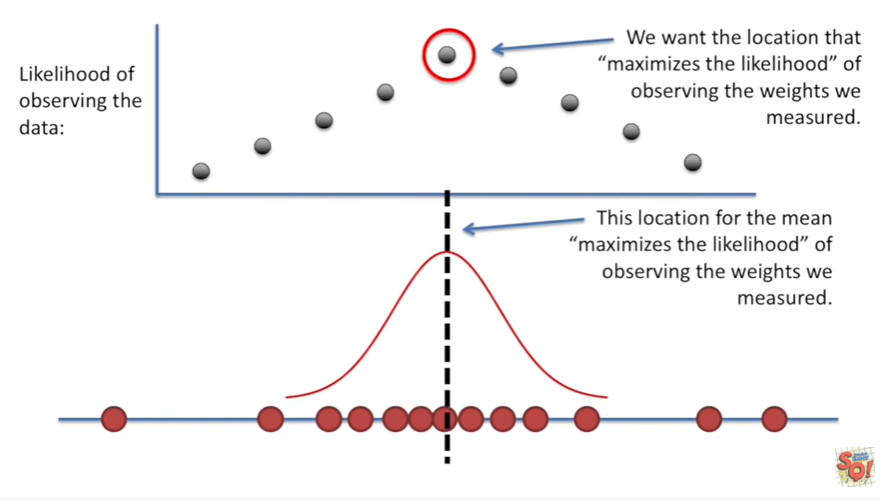 Likelihood of
observing the
data:
We want the location that
“maximizes the likelihood” of
observing the weights we
measured.
This location for the mean
“maximizes the likelihood” of
observing the weights we
measured.
SQ!